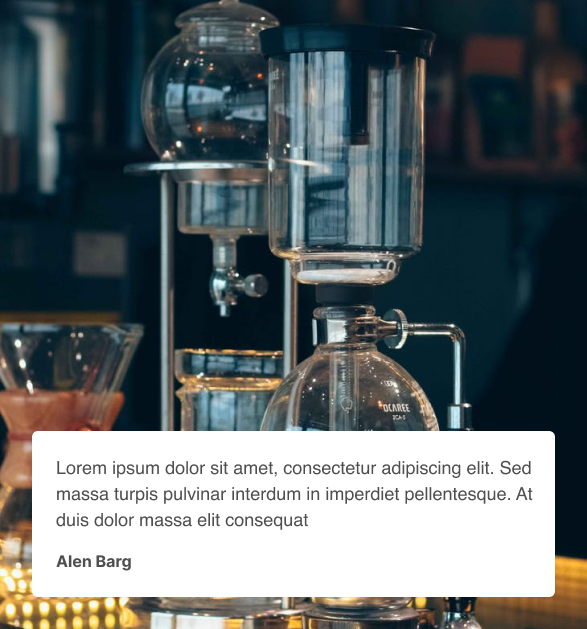 OCAREE
Lorem ipsum dolor sit amet, consectetur adipiscing elit. Sed
massa turpis pulvinar interdum in imperdiet pellentesque. At
duis dolor massa elit consequat
Alen Barg